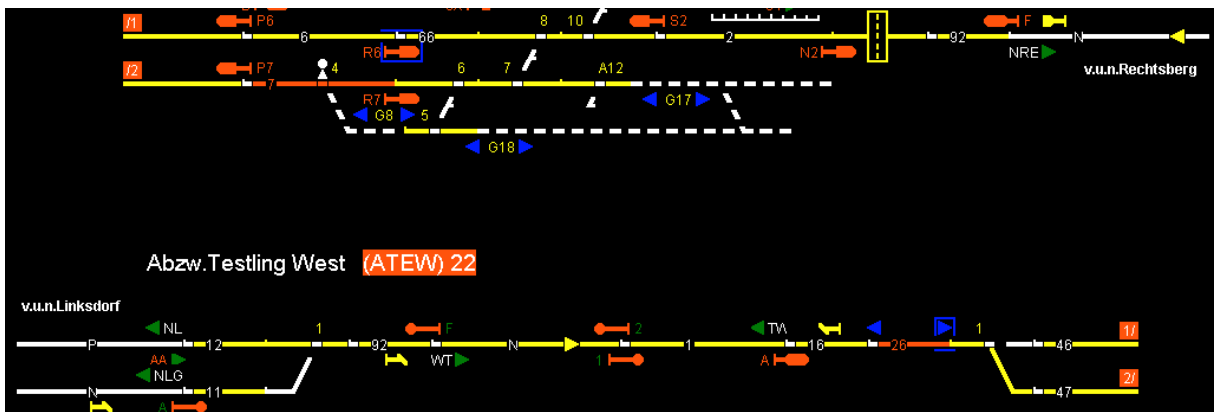 /1 P6 6 R6 66 8 10 S2 2 N2 92 F NRE N
v.u.n.Rechtsberg
/2 P7 7 4 R7 6 7 A12
G8 5 G17
G18
Abzw.Testling West (ATEW) 22
v.u.n.Linksdorf
NL 1 F 2 TW 1 1/
P 12 92 N 1 16 26 46
AA WT 1 A
NLG
N 11 47 2/
A